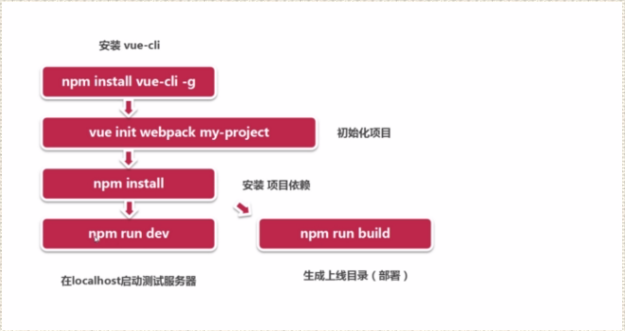 安装 vue-cli
npm install vue-cli -g
vue init webpack my-project
初始化项目
npm install
安装 项目依赖
npm run dev
npm run build
在localhost启动测试服务器
生成上线目录（部署）